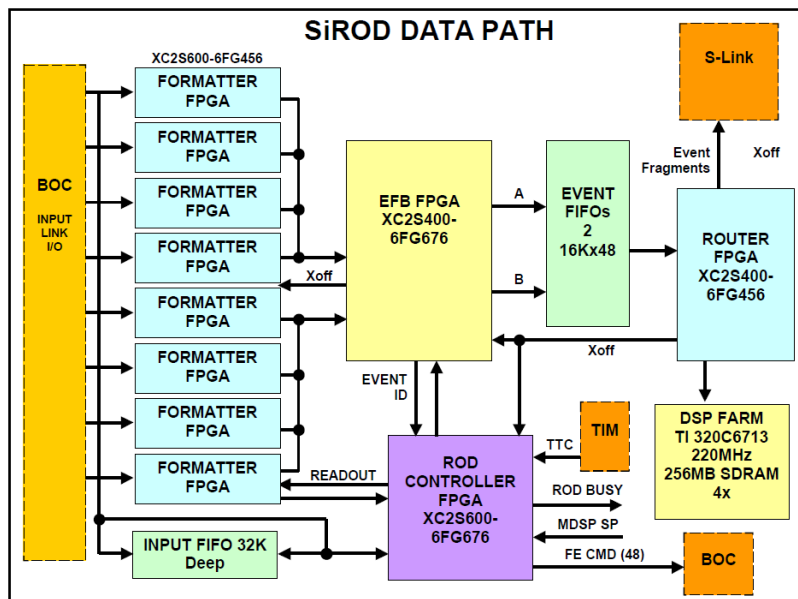 SiROD DATA PATH
XC2S600-6FG456
BOC
INPUT
LINK
I/O
FORMATTER
FPGA
FORMATTER
FPGA
FORMATTER
FPGA
FORMATTER
FPGA
FORMATTER
FPGA
FORMATTER
FPGA
FORMATTER
FPGA
FORMATTER
FPGA
INPUT FIFO 32K
Deep
Xoff
EFB FPGA
XC2S400-
6FG676
A
B
EVENT
FIFOs
2
16Kx48
S-Link
Event
Fragments
Xoff
ROUTER
FPGA
XC2S400-
6FG456
Xoff
EVENT
ID
READOUT
ROD
CONTROLLER
FPGA
XC2S600-
6FG676
TTC
TIM
ROD BUSY
MDSP SP
FE CMD (48)
BOC
DSP FARM
TI 320C6713
220MHz
256MB SDRAM
4x